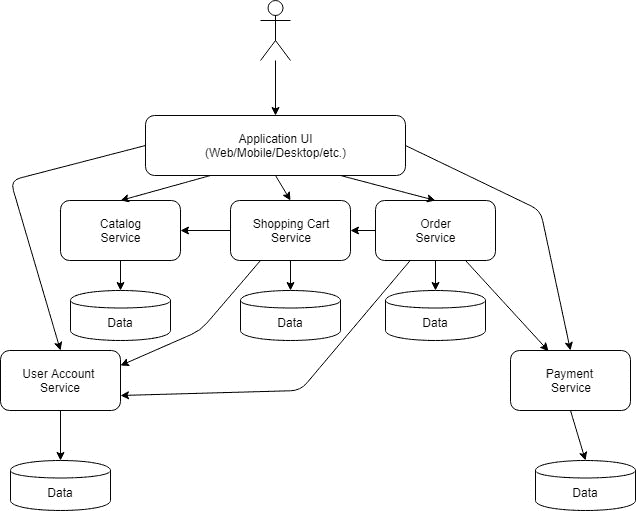 Application UI
(Web/Mobile/Desktop/etc.)
Catalog
Service
Shopping Cart
Service
Order
Service
Data
Data
Data
User Account
Service
Payment
Service
Data
Data